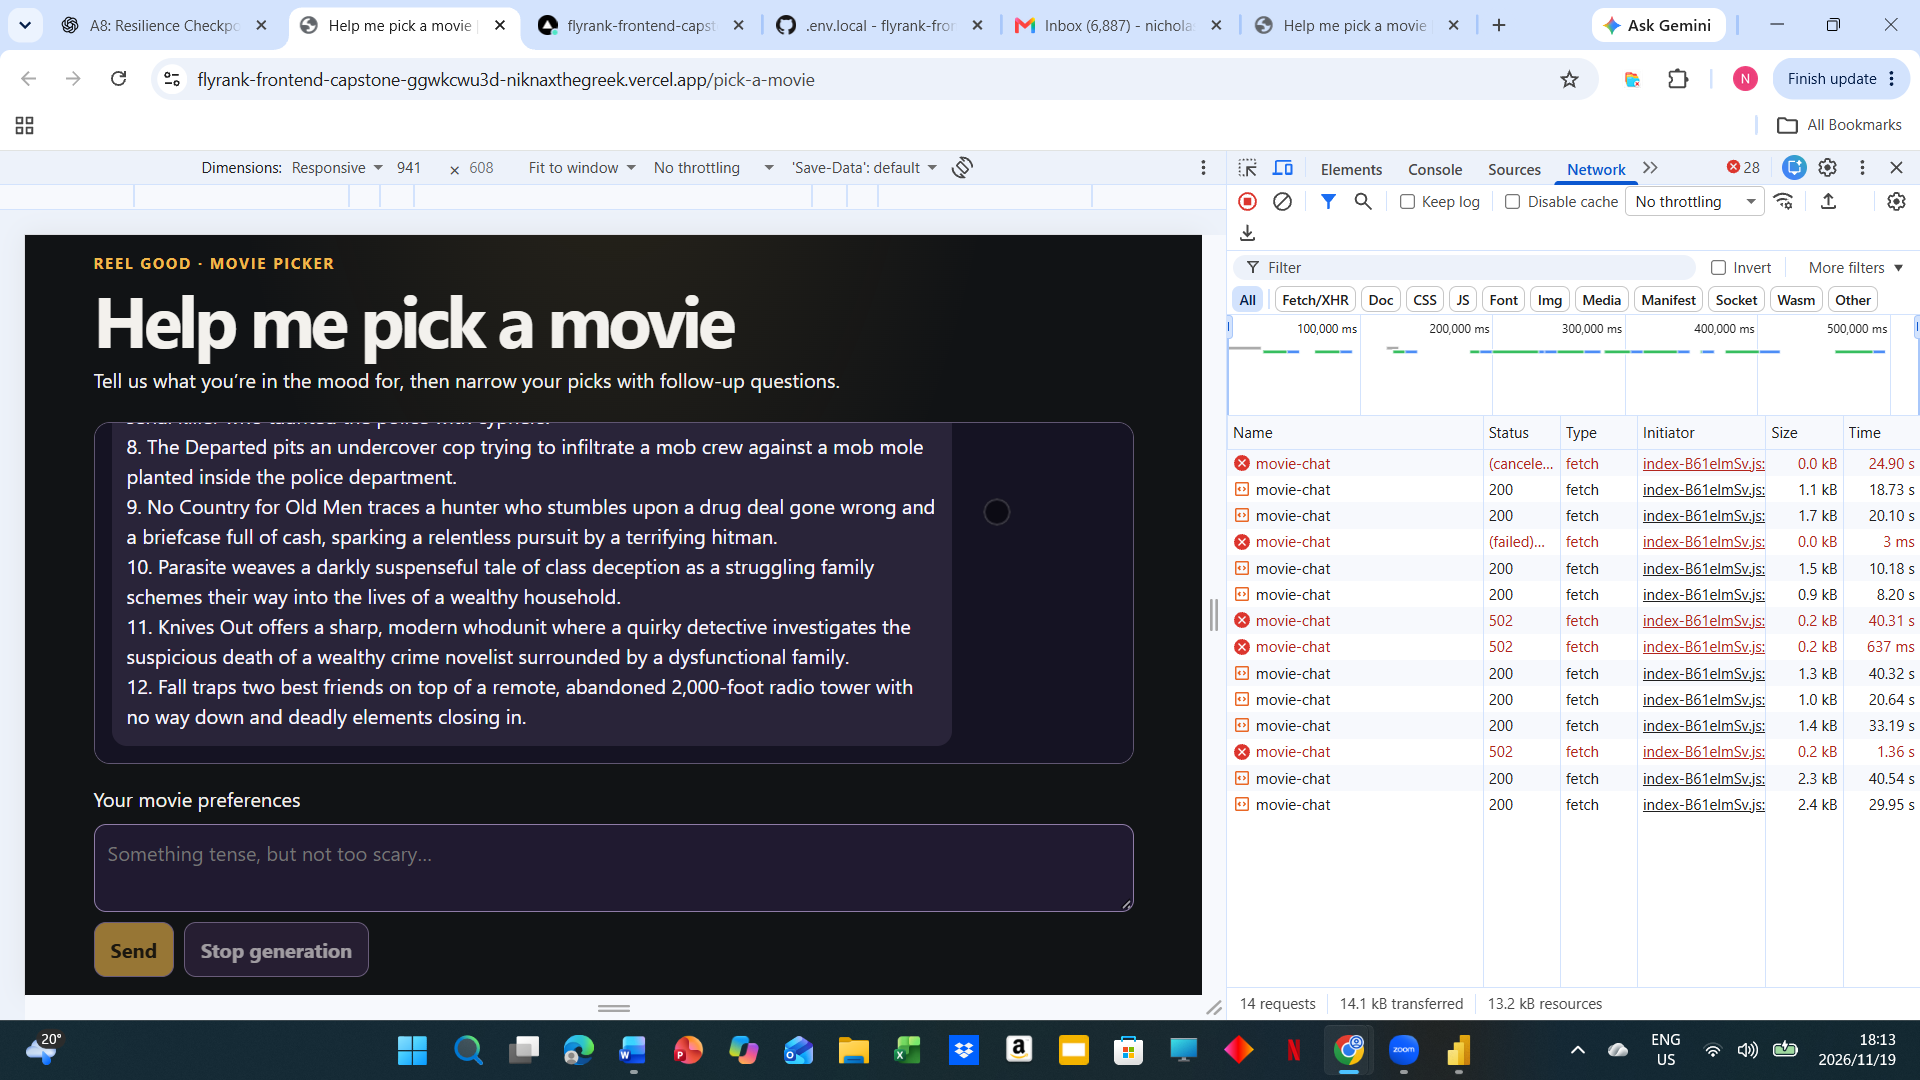 A8: Resilience Checkpo
Help me pick a movie
flyrank-frontend-capst
.env.local - flyrank-fron
Inbox (6,887) - nichola
Help me pick a movie
Ask Gemini
flyrank-frontend-capstone-ggwkcwu3d-niknaxthegreek.vercel.app/pick-a-movie
N
Finish update
All Bookmarks
Dimensions: Responsive 941 x 608 Fit to window No throttling 'Save-Data': default
Elements Console Sources Network 28
Keep log Disable cache No throttling
Filter Invert More filters
All Fetch/XHR Doc CSS JS Font Img Media Manifest Socket Wasm Other
100,000 ms 200,000 ms 300,000 ms 400,000 ms 500,000 ms
REEL GOOD · MOVIE PICKER
Help me pick a movie
Tell us what you’re in the mood for, then narrow your picks with follow-up questions.
8. The Departed pits an undercover cop trying to infiltrate a mob crew against a mob mole
planted inside the police department.
9. No Country for Old Men traces a hunter who stumbles upon a drug deal gone wrong and
a briefcase full of cash, sparking a relentless pursuit by a terrifying hitman.
10. Parasite weaves a darkly suspenseful tale of class deception as a struggling family
schemes their way into the lives of a wealthy household.
11. Knives Out offers a sharp, modern whodunit where a quirky detective investigates the
suspicious death of a wealthy crime novelist surrounded by a dysfunctional family.
12. Fall traps two best friends on top of a remote, abandoned 2,000-foot radio tower with
no way down and deadly elements closing in.
Your movie preferences
Something tense, but not too scary...
Send Stop generation
Name Status Type Initiator Size Time
movie-chat (cancele... fetch index-B61elmSv.js: 0.0 kB 24.90 s
movie-chat 200 fetch index-B61elmSv.js: 1.1 kB 18.73 s
movie-chat 200 fetch index-B61elmSv.js: 1.7 kB 20.10 s
movie-chat (failed)... fetch index-B61elmSv.js: 0.0 kB 3 ms
movie-chat 200 fetch index-B61elmSv.js: 1.5 kB 10.18 s
movie-chat 200 fetch index-B61elmSv.js: 0.9 kB 8.20 s
movie-chat 502 fetch index-B61elmSv.js: 0.2 kB 40.31 s
movie-chat 502 fetch index-B61elmSv.js: 0.2 kB 637 ms
movie-chat 200 fetch index-B61elmSv.js: 1.3 kB 40.32 s
movie-chat 200 fetch index-B61elmSv.js: 1.0 kB 20.64 s
movie-chat 200 fetch index-B61elmSv.js: 1.4 kB 33.19 s
movie-chat 502 fetch index-B61elmSv.js: 0.2 kB 1.36 s
movie-chat 200 fetch index-B61elmSv.js: 2.3 kB 40.54 s
movie-chat 200 fetch index-B61elmSv.js: 2.4 kB 29.95 s
14 requests 14.1 kB transferred 13.2 kB resources
20°
zoom
ENG
US
18:13
2026/11/19